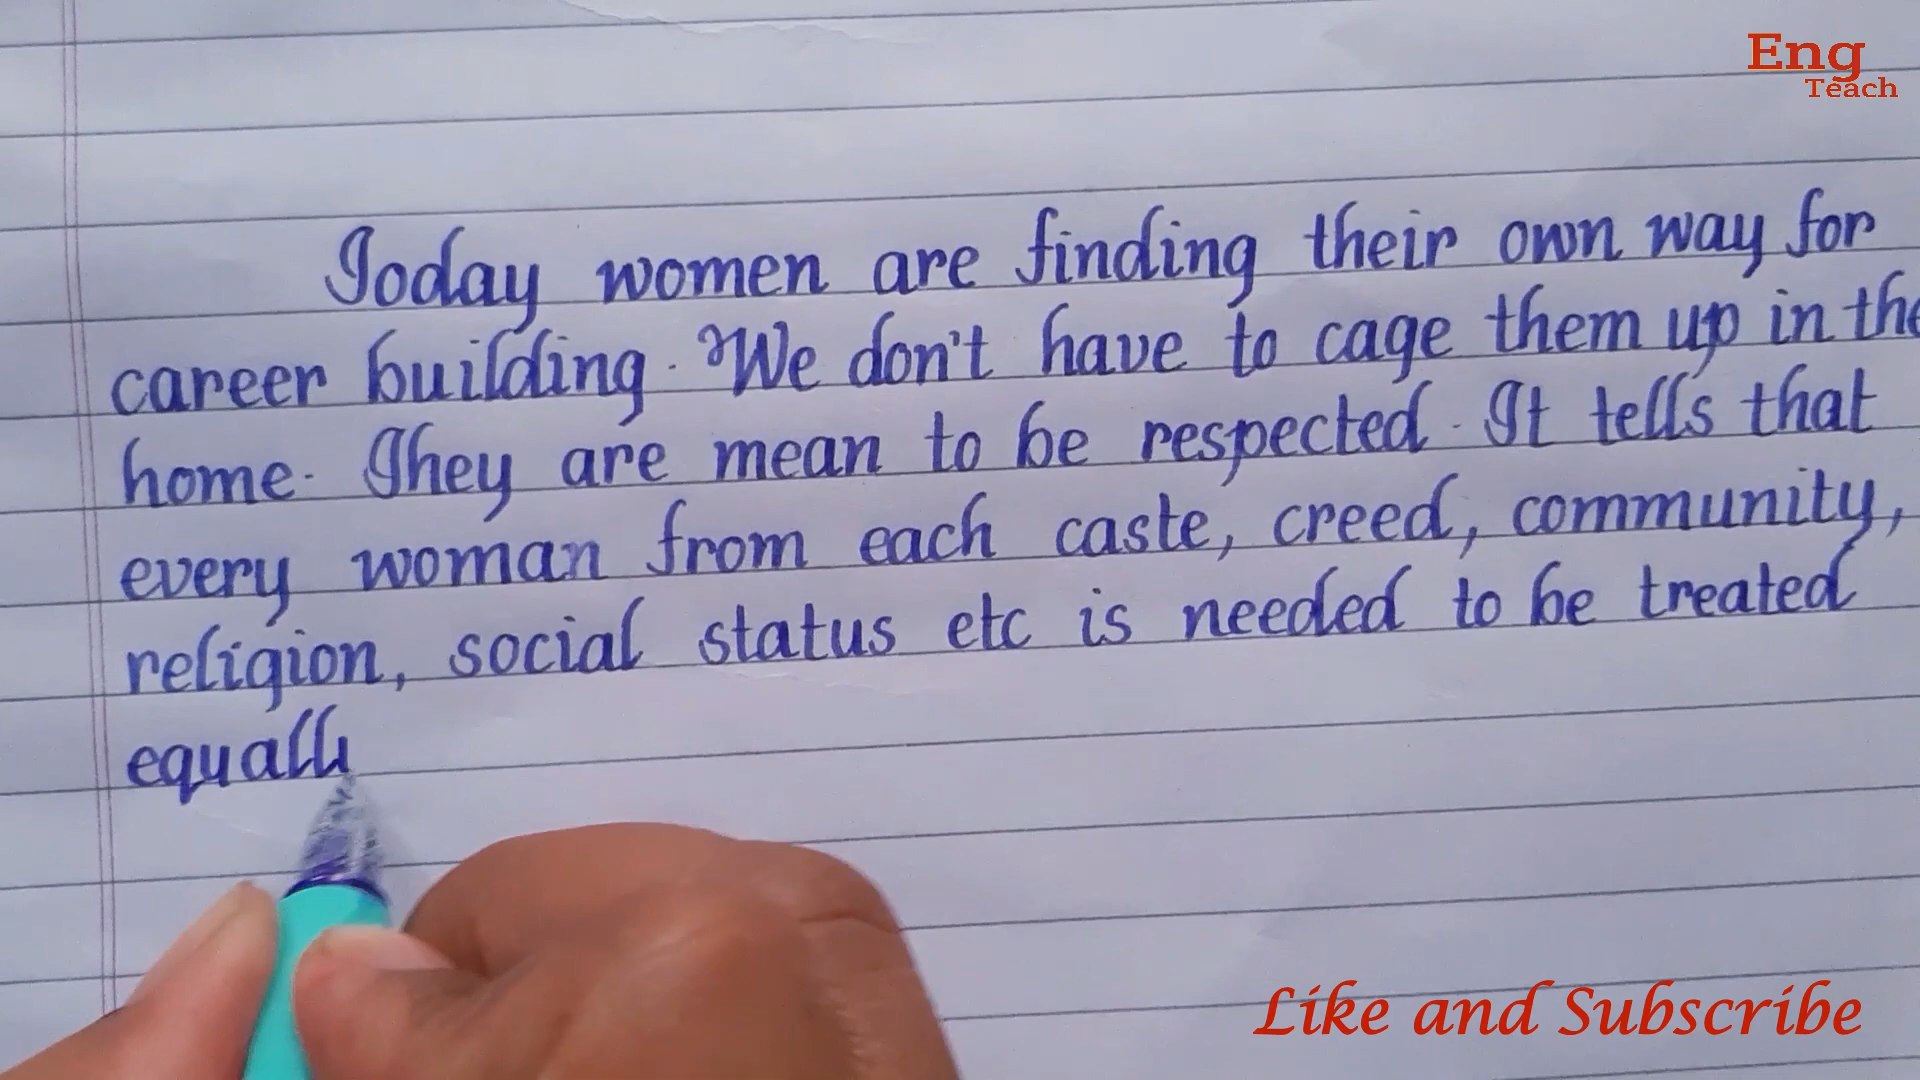 Eng
Teach
Today women are finding their own way for
career building. We don't have to cage them up in the
home. They are mean to be respected. It tells that
every woman from each caste, creed, community,
religion, social status etc is needed to be treated
equall
Like and Subscribe